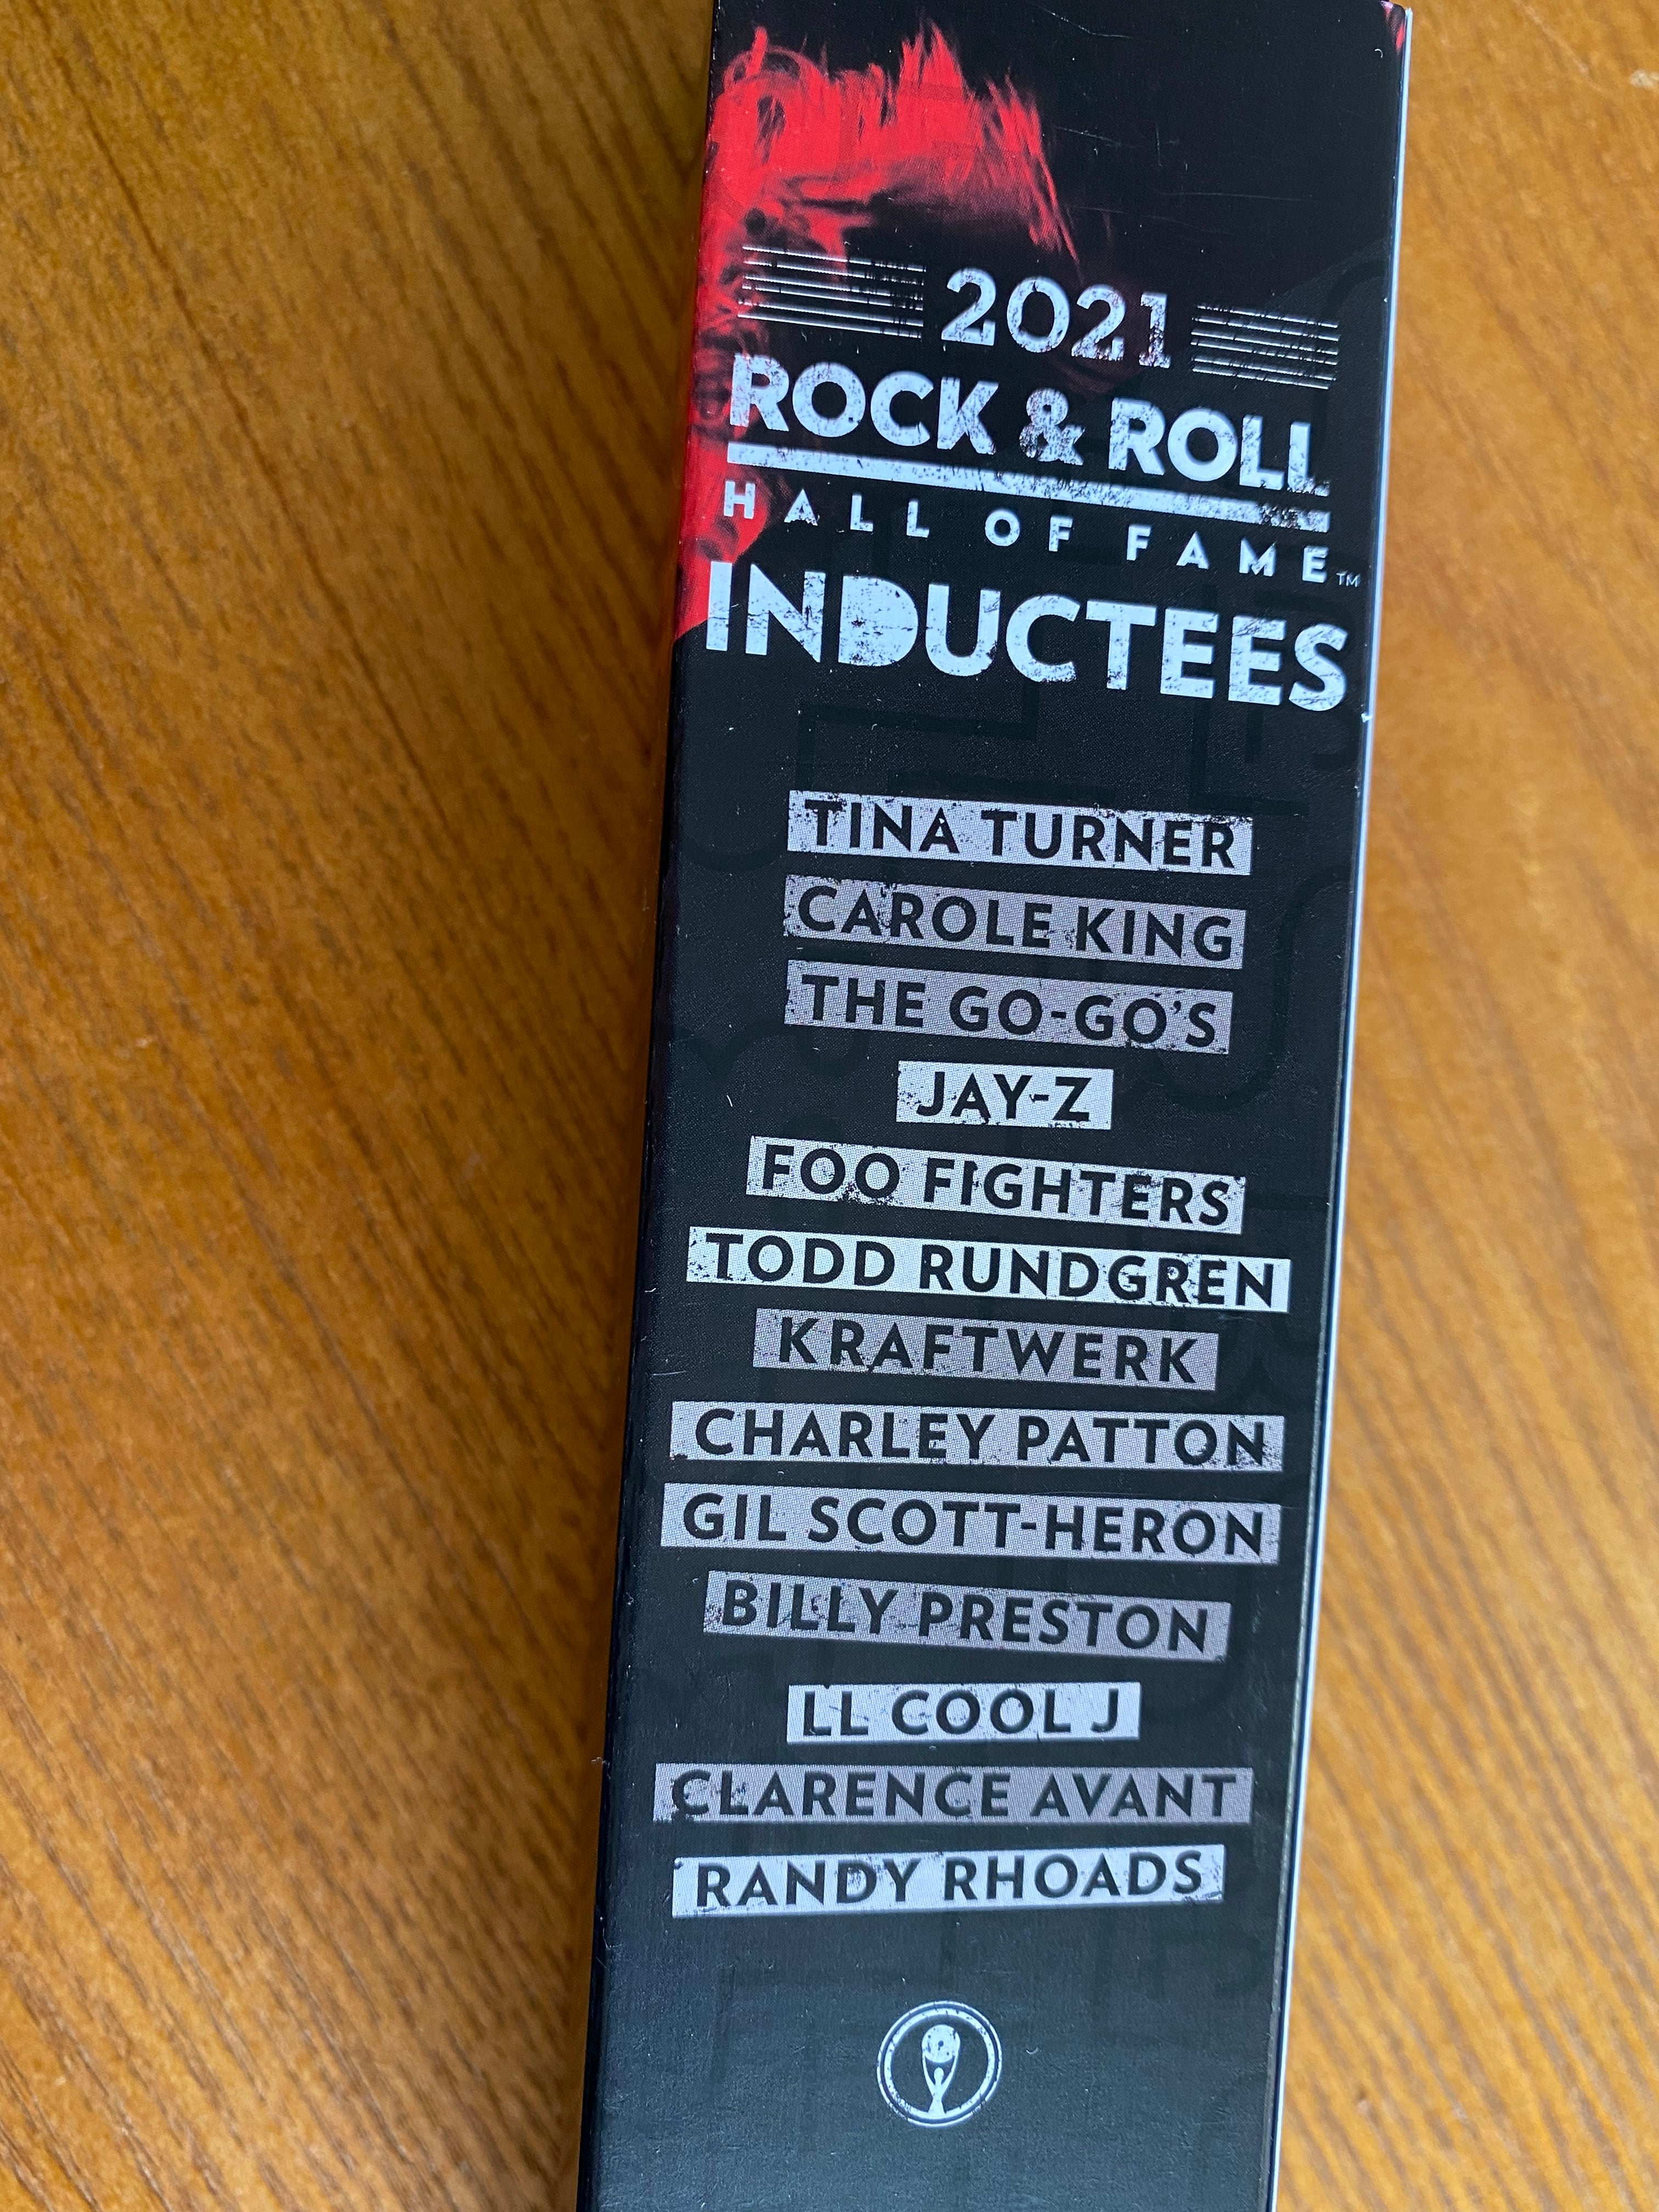 2021
ROCK & ROLL
HALL OF FAME™
INDUCTEES
TINA TURNER
CAROLE KING
THE GO-GO'S
JAY-Z
FOO FIGHTERS
TODD RUNDGREN
KRAFTWERK
CHARLEY PATTON
GIL SCOTT-HERON
BILLY PRESTON
LL COOL J
CLARENCE AVANT
RANDY RHOADS